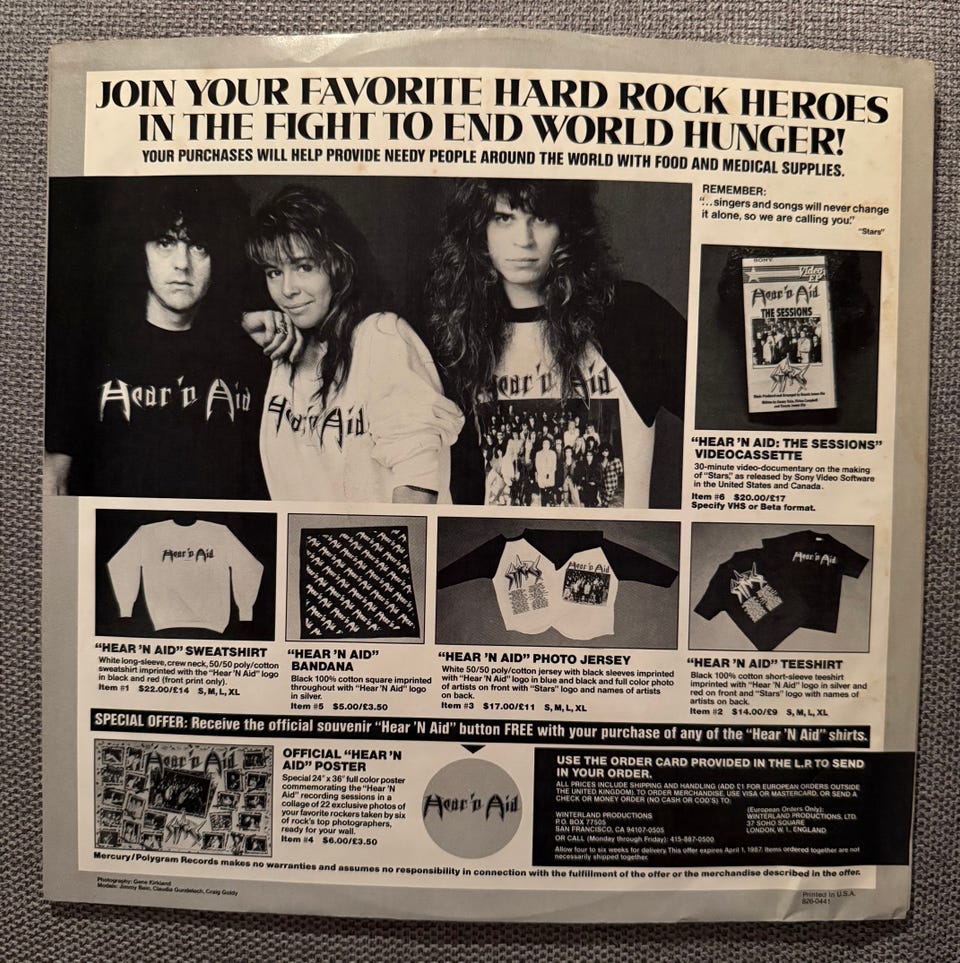 JOIN YOUR FAVORITE HARD ROCK HEROES
IN THE FIGHT TO END WORLD HUNGER!
YOUR PURCHASES WILL HELP PROVIDE NEEDY PEOPLE AROUND THE WORLD WITH FOOD AND MEDICAL SUPPLIES.
REMEMBER:
"...singers and songs will never change
it alone, so we are calling you."
"Stars"
Hear 'n Aid
Hear 'n Aid
Hear 'n Aid
SONY
Video
EP
Hear 'n Aid
THE SESSIONS
STARS
"HEAR 'N AID: THE SESSIONS"
VIDEOCASSETTE
30-minute video-documentary on the making
of "Stars," as released by Sony Video Software
in the United States and Canada.
Item #6 $20.00/£17
Specify VHS or Beta format.
Hear 'n Aid
STARS
Hear 'n Aid
STARS
Hear 'n Aid
"HEAR 'N AID" SWEATSHIRT
White long-sleeve, crew neck, 50/50 poly/cotton
sweatshirt imprinted with the "Hear 'N Aid" logo
in black and red (front print only).
Item #1 $22.00/£14 S, M, L, XL
"HEAR 'N AID"
BANDANA
Black 100% cotton square imprinted
throughout with "Hear 'N Aid" logo
in silver.
Item #5 $5.00/£3.50
"HEAR 'N AID" PHOTO JERSEY
White 50/50 poly/cotton jersey with black sleeves imprinted
with "Hear 'N Aid" logo in blue and black and full color photo
of artists on front with "Stars" logo and names of artists
on back.
Item #3 $17.00/£11 S, M, L, XL
"HEAR 'N AID" TEESHIRT
Black 100% cotton short-sleeve teeshirt
imprinted with "Hear 'N Aid" logo in silver and
red on front and "Stars" logo with names of
artists on back.
Item #2 $14.00/£9 S, M, L, XL
SPECIAL OFFER: Receive the official souvenir "Hear 'N Aid" button FREE with your purchase of any of the "Hear 'N Aid" shirts.
Hear 'n Aid
STARS
OFFICIAL "HEAR 'N
AID" POSTER
Special 24" x 36" full color poster
commemorating the "Hear 'N
Aid" recording sessions in a
collage of 22 exclusive photos of
your favorite rockers taken by six
of rock's top photographers,
ready for your wall.
Item #4 $6.00/£3.50
Hear 'n Aid
USE THE ORDER CARD PROVIDED IN THE L.P. TO SEND
IN YOUR ORDER.
ALL PRICES INCLUDE SHIPPING AND HANDLING (ADD £1 FOR EUROPEAN ORDERS OUTSIDE
THE UNITED KINGDOM). TO ORDER MERCHANDISE, USE VISA OR MASTERCARD, OR SEND A
CHECK OR MONEY ORDER (NO CASH OR COD'S) TO:
WINTERLAND PRODUCTIONS
P.O. BOX 77505
SAN FRANCISCO, CA 94107-0505
OR CALL (Monday through Friday): 415-887-0500
(European Orders Only):
WINTERLAND PRODUCTIONS, LTD.
37 SOHO SQUARE
LONDON, W. 1., ENGLAND
Allow four to six weeks for delivery. This offer expires April 1, 1987. Items ordered together are not
necessarily shipped together.
Mercury/Polygram Records makes no warranties and assumes no responsibility in connection with the fulfillment of the offer or the merchandise described in the offer.
Photography: Gene Kirkland
Models: Jimmy Bain, Claudia Gundelach, Craig Goldy
Printed in U.S.A.
826-0441